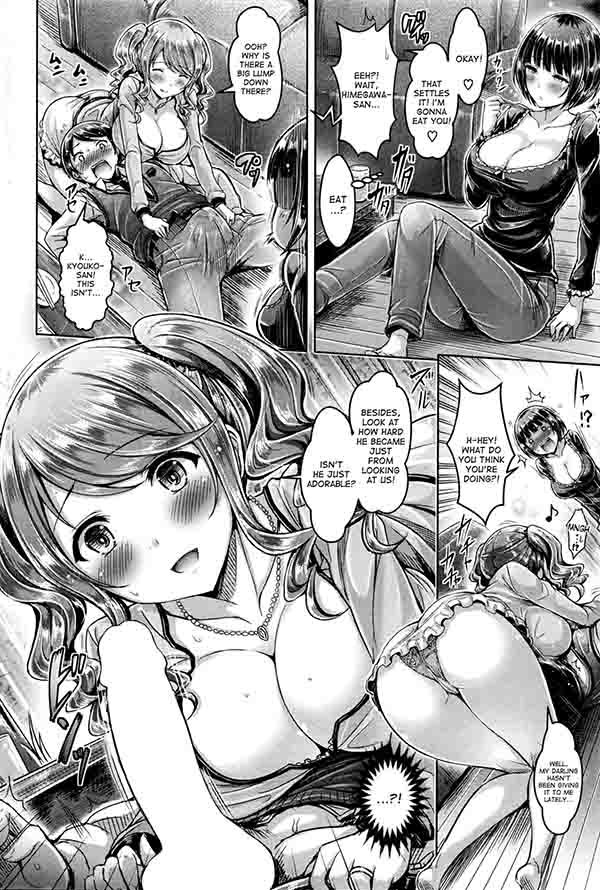 OKAY!
THAT
SETTLES
IT! I'M
GONNA
EAT YOU!
♡
♡
EEH?!
WAIT,
HIMEGAWA-
SAN...
EAT
...?
OOH?
WHY IS
THERE A
BIG LUMP
DOWN
THERE?
K...
KYOUKO-
SAN!
THIS
ISN'T...
!?
H-HEY!
WHAT DO
YOU THINK
YOU'RE
DOING?!
MNGH
WELL,
MY DARLING
HASN'T
BEEN GIVING
IT TO ME
LATELY...
BESIDES,
LOOK AT
HOW HARD
HE BECAME
JUST
FROM
LOOKING
AT US!
ISN'T
HE JUST
ADORABLE?
...?!